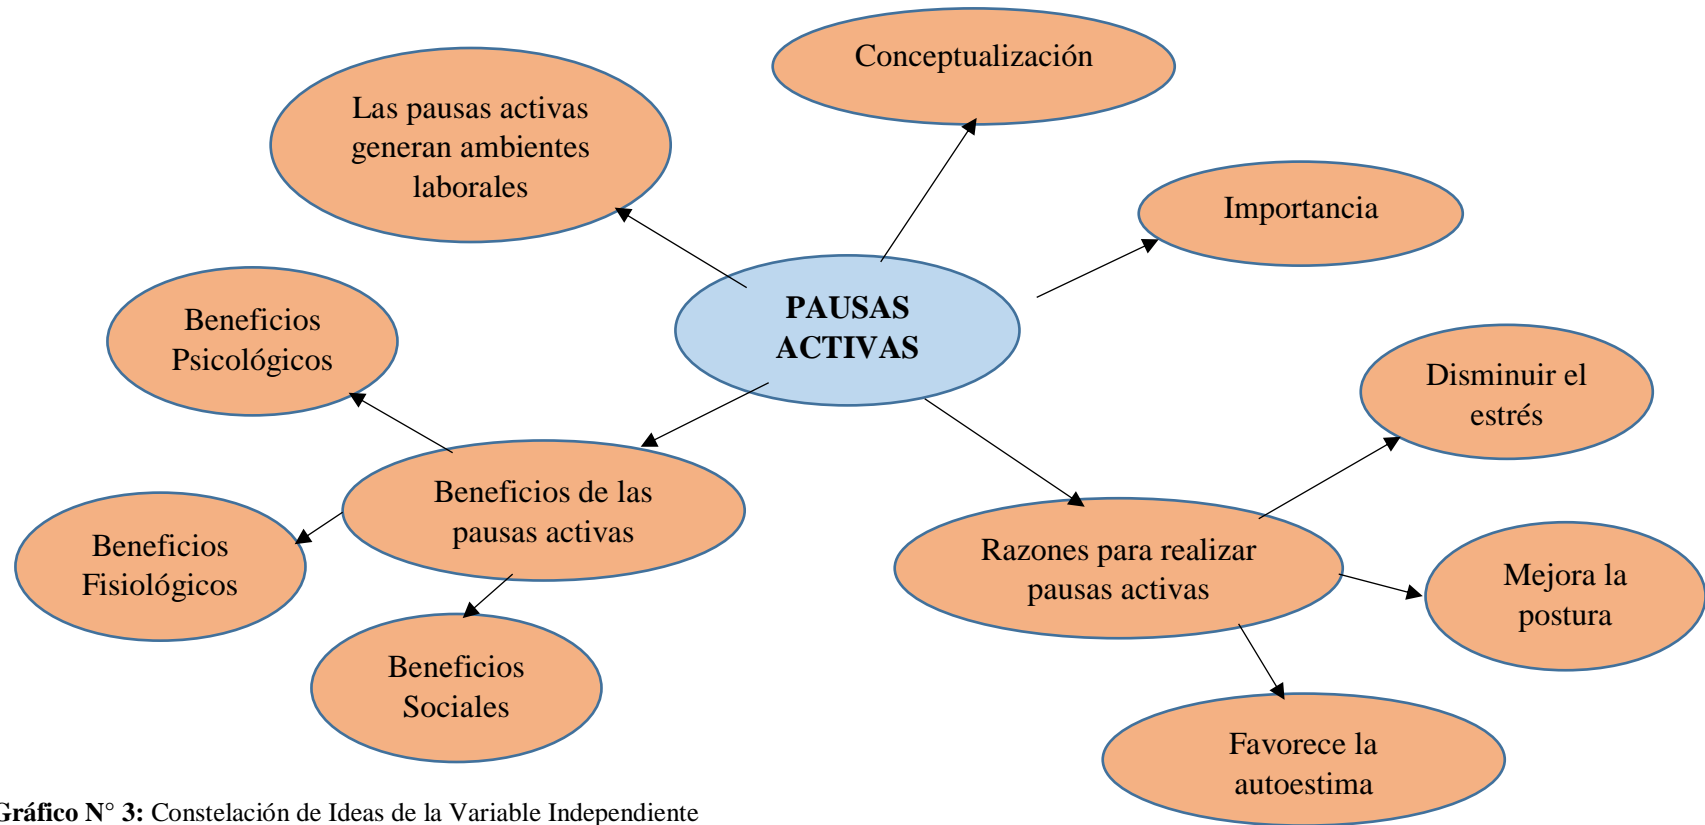 Conceptualización
Las pausas activas
generan ambientes
laborales
Importancia
PAUSAS
ACTIVAS
Beneficios
Psicológicos
Disminuir el
estrés
Beneficios de las
pausas activas
Beneficios
Fisiológicos
Razones para realizar
pausas activas
Mejora la
postura
Beneficios
Sociales
Favorece la
autoestima
Gráfico N° 3: Constelación de Ideas de la Variable Independiente